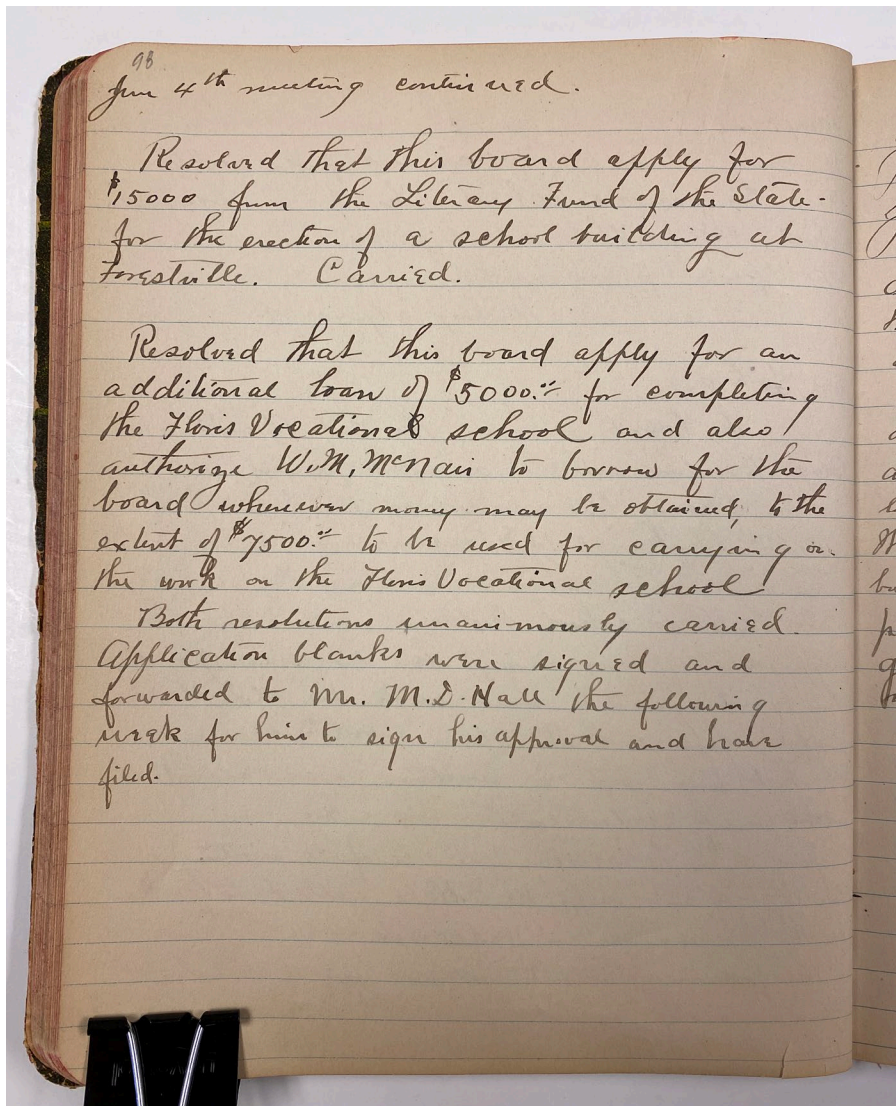 98
Jun 4th meeting continued.
Resolved that this board apply for
$15000 from the Literary Fund of the State-
for the erection of a school building at
Forestville. Carried.
Resolved that this board apply for an
additional loan of $5000.00 for completing
the Floris Vocational school and also
authorize W.M. McNair to borrow for the
board whenever money may be obtained, to the
extent of $7500.00 to be used for carrying on
the work on the Floris Vocational school
Both resolutions unanimously carried.
Application blanks were signed and
forwarded to Mr. M.D. Hall the following
week for him to sign his approval and have
filed.